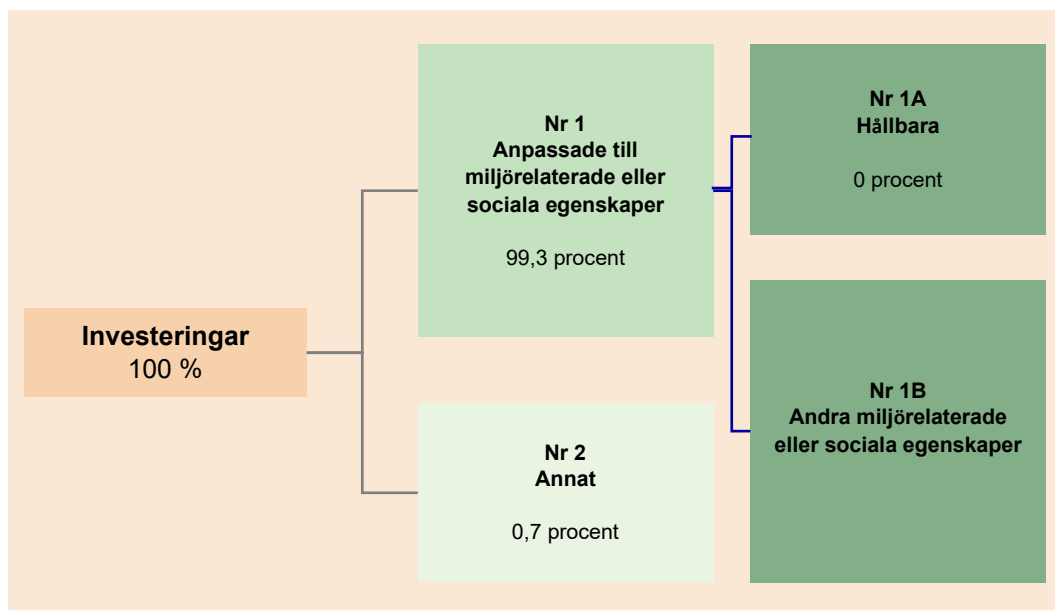 Investeringar
100 %
Nr 1
Anpassade till
miljörelaterade eller
sociala egenskaper
99,3 procent
Nr 2
Annat
0,7 procent
Nr 1A
Hållbara
0 procent
Nr 1B
Andra miljörelaterade
eller sociala egenskaper